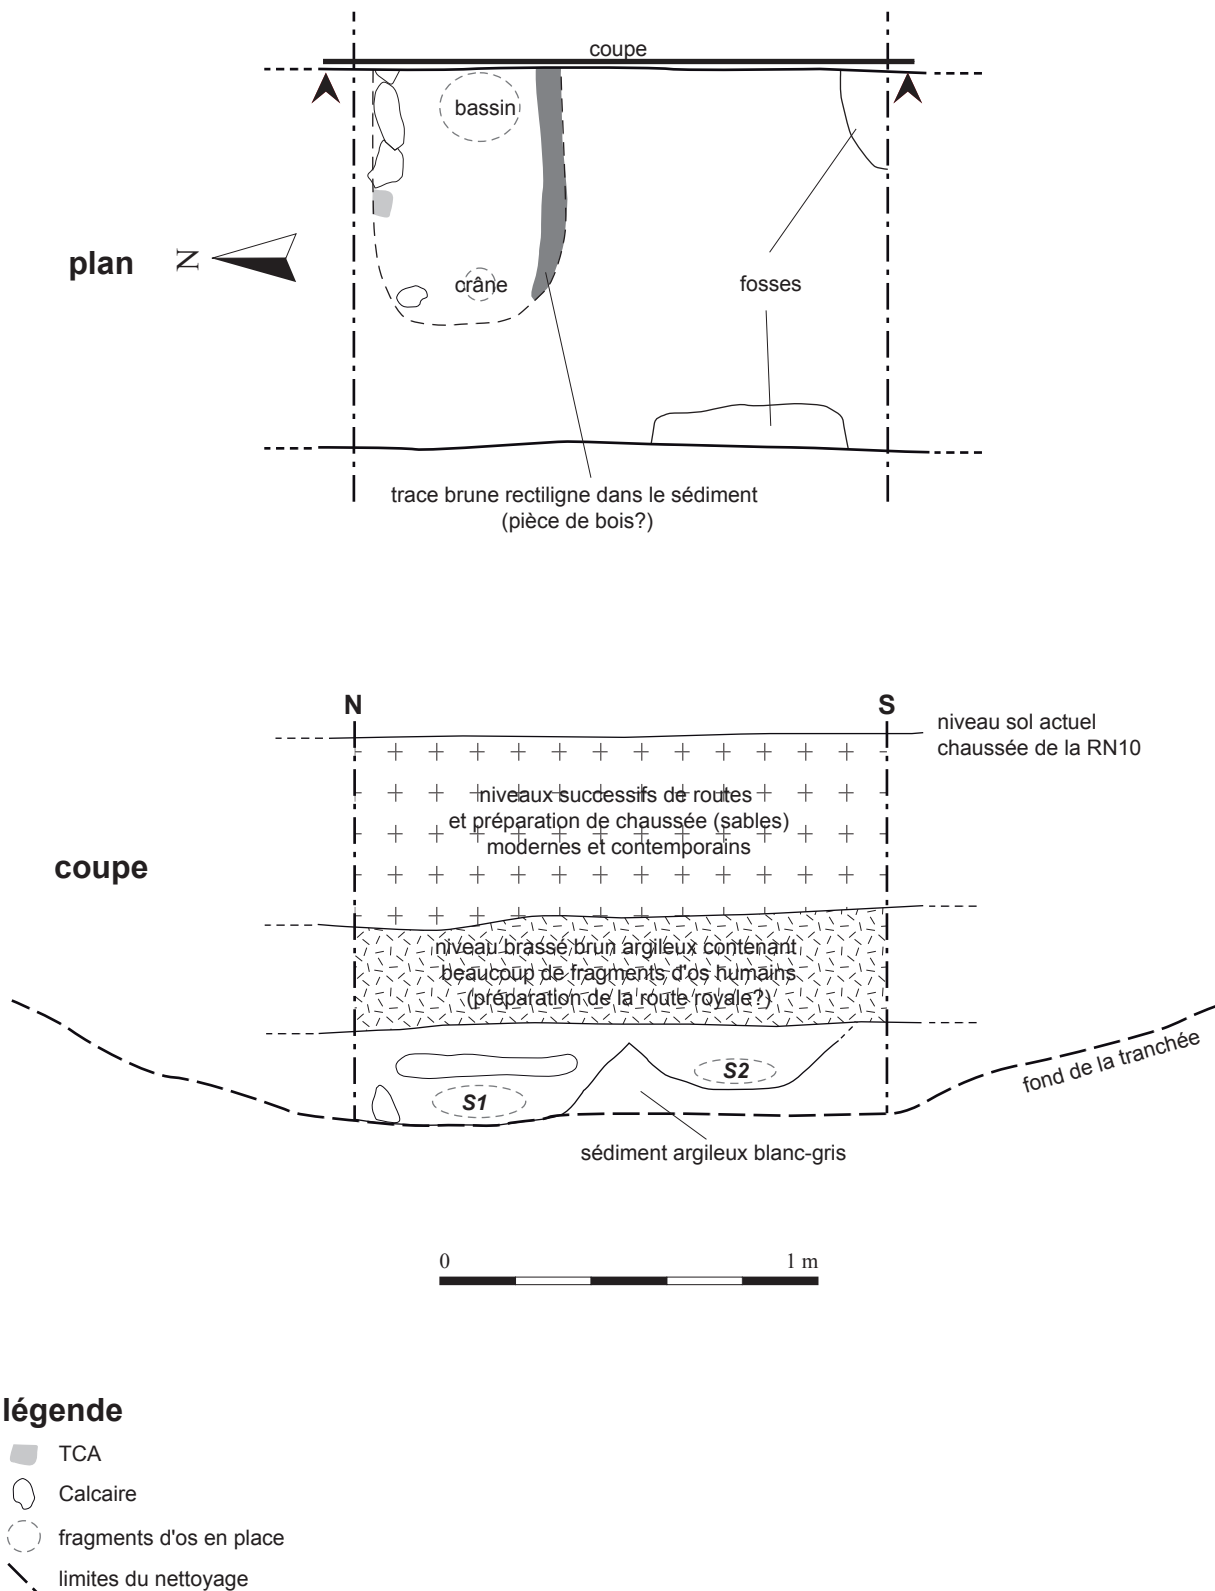 coupe
bassin
plan
N
crâne
fosses
trace brune rectiligne dans le sédiment
(pièce de bois?)
N
S
niveau sol actuel
chaussée de la RN10
niveaux successifs de routes
et préparation de chaussée (sables)
modernes et contemporains
coupe
niveau brassé brun argileux contenant
beaucoup de fragments d'os humains
(préparation de la route royale?)
S2
S1
fond de la tranchée
sédiment argileux blanc-gris
0
1 m
légende
TCA
Calcaire
fragments d'os en place
limites du nettoyage